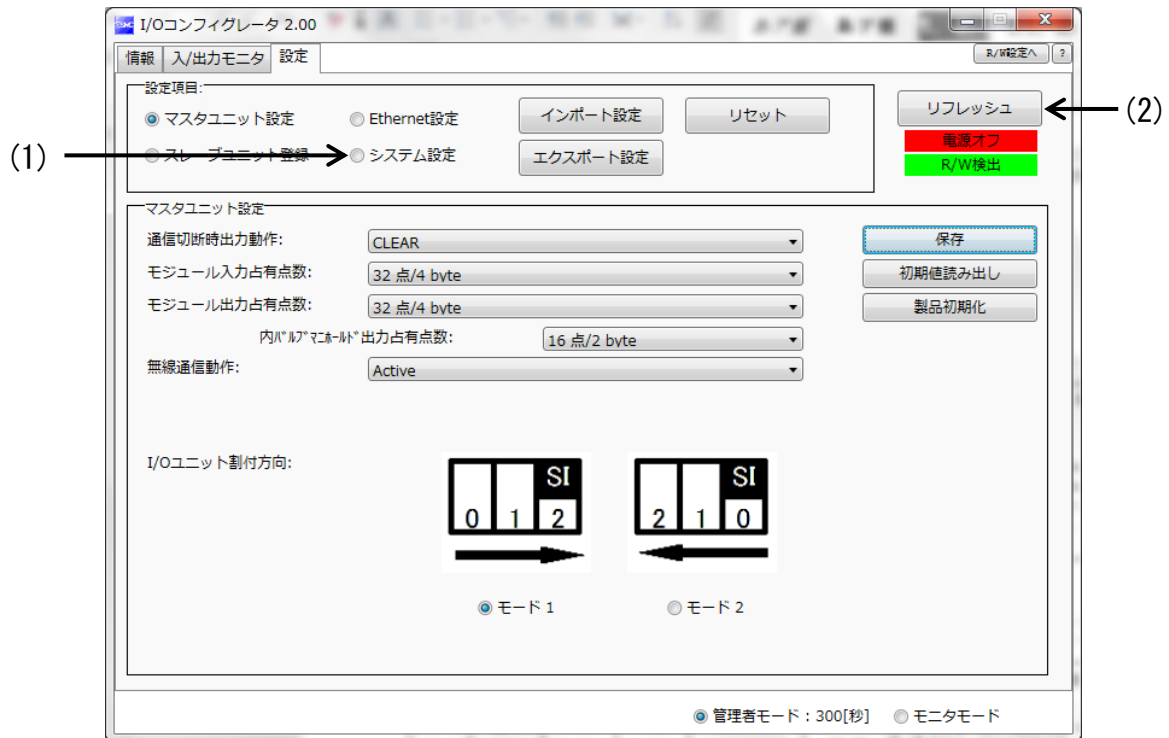 I/Oコンフィグレータ 2.00
情報 入/出力モニタ 設定 R/W設定へ ?
設定項目:
マスタユニット設定 Ethernet設定 インポート設定 リセット リフレッシュ (2)
電源オフ
(1) スレーブユニット登録 システム設定 エクスポート設定 R/W検出
マスタユニット設定
通信切断時出力動作: CLEAR 保存
モジュール入力占有点数: 32 点/4 byte 初期値読み出し
モジュール出力占有点数: 32 点/4 byte 製品初期化
内ﾊﾞﾙﾌﾞﾏﾆﾎｰﾙﾄﾞ出力占有点数: 16 点/2 byte
無線通信動作: Active
I/Oユニット割付方向:
SI SI
0 1 2 2 1 0
モード 1 モード 2
管理者モード：300[秒] モニタモード